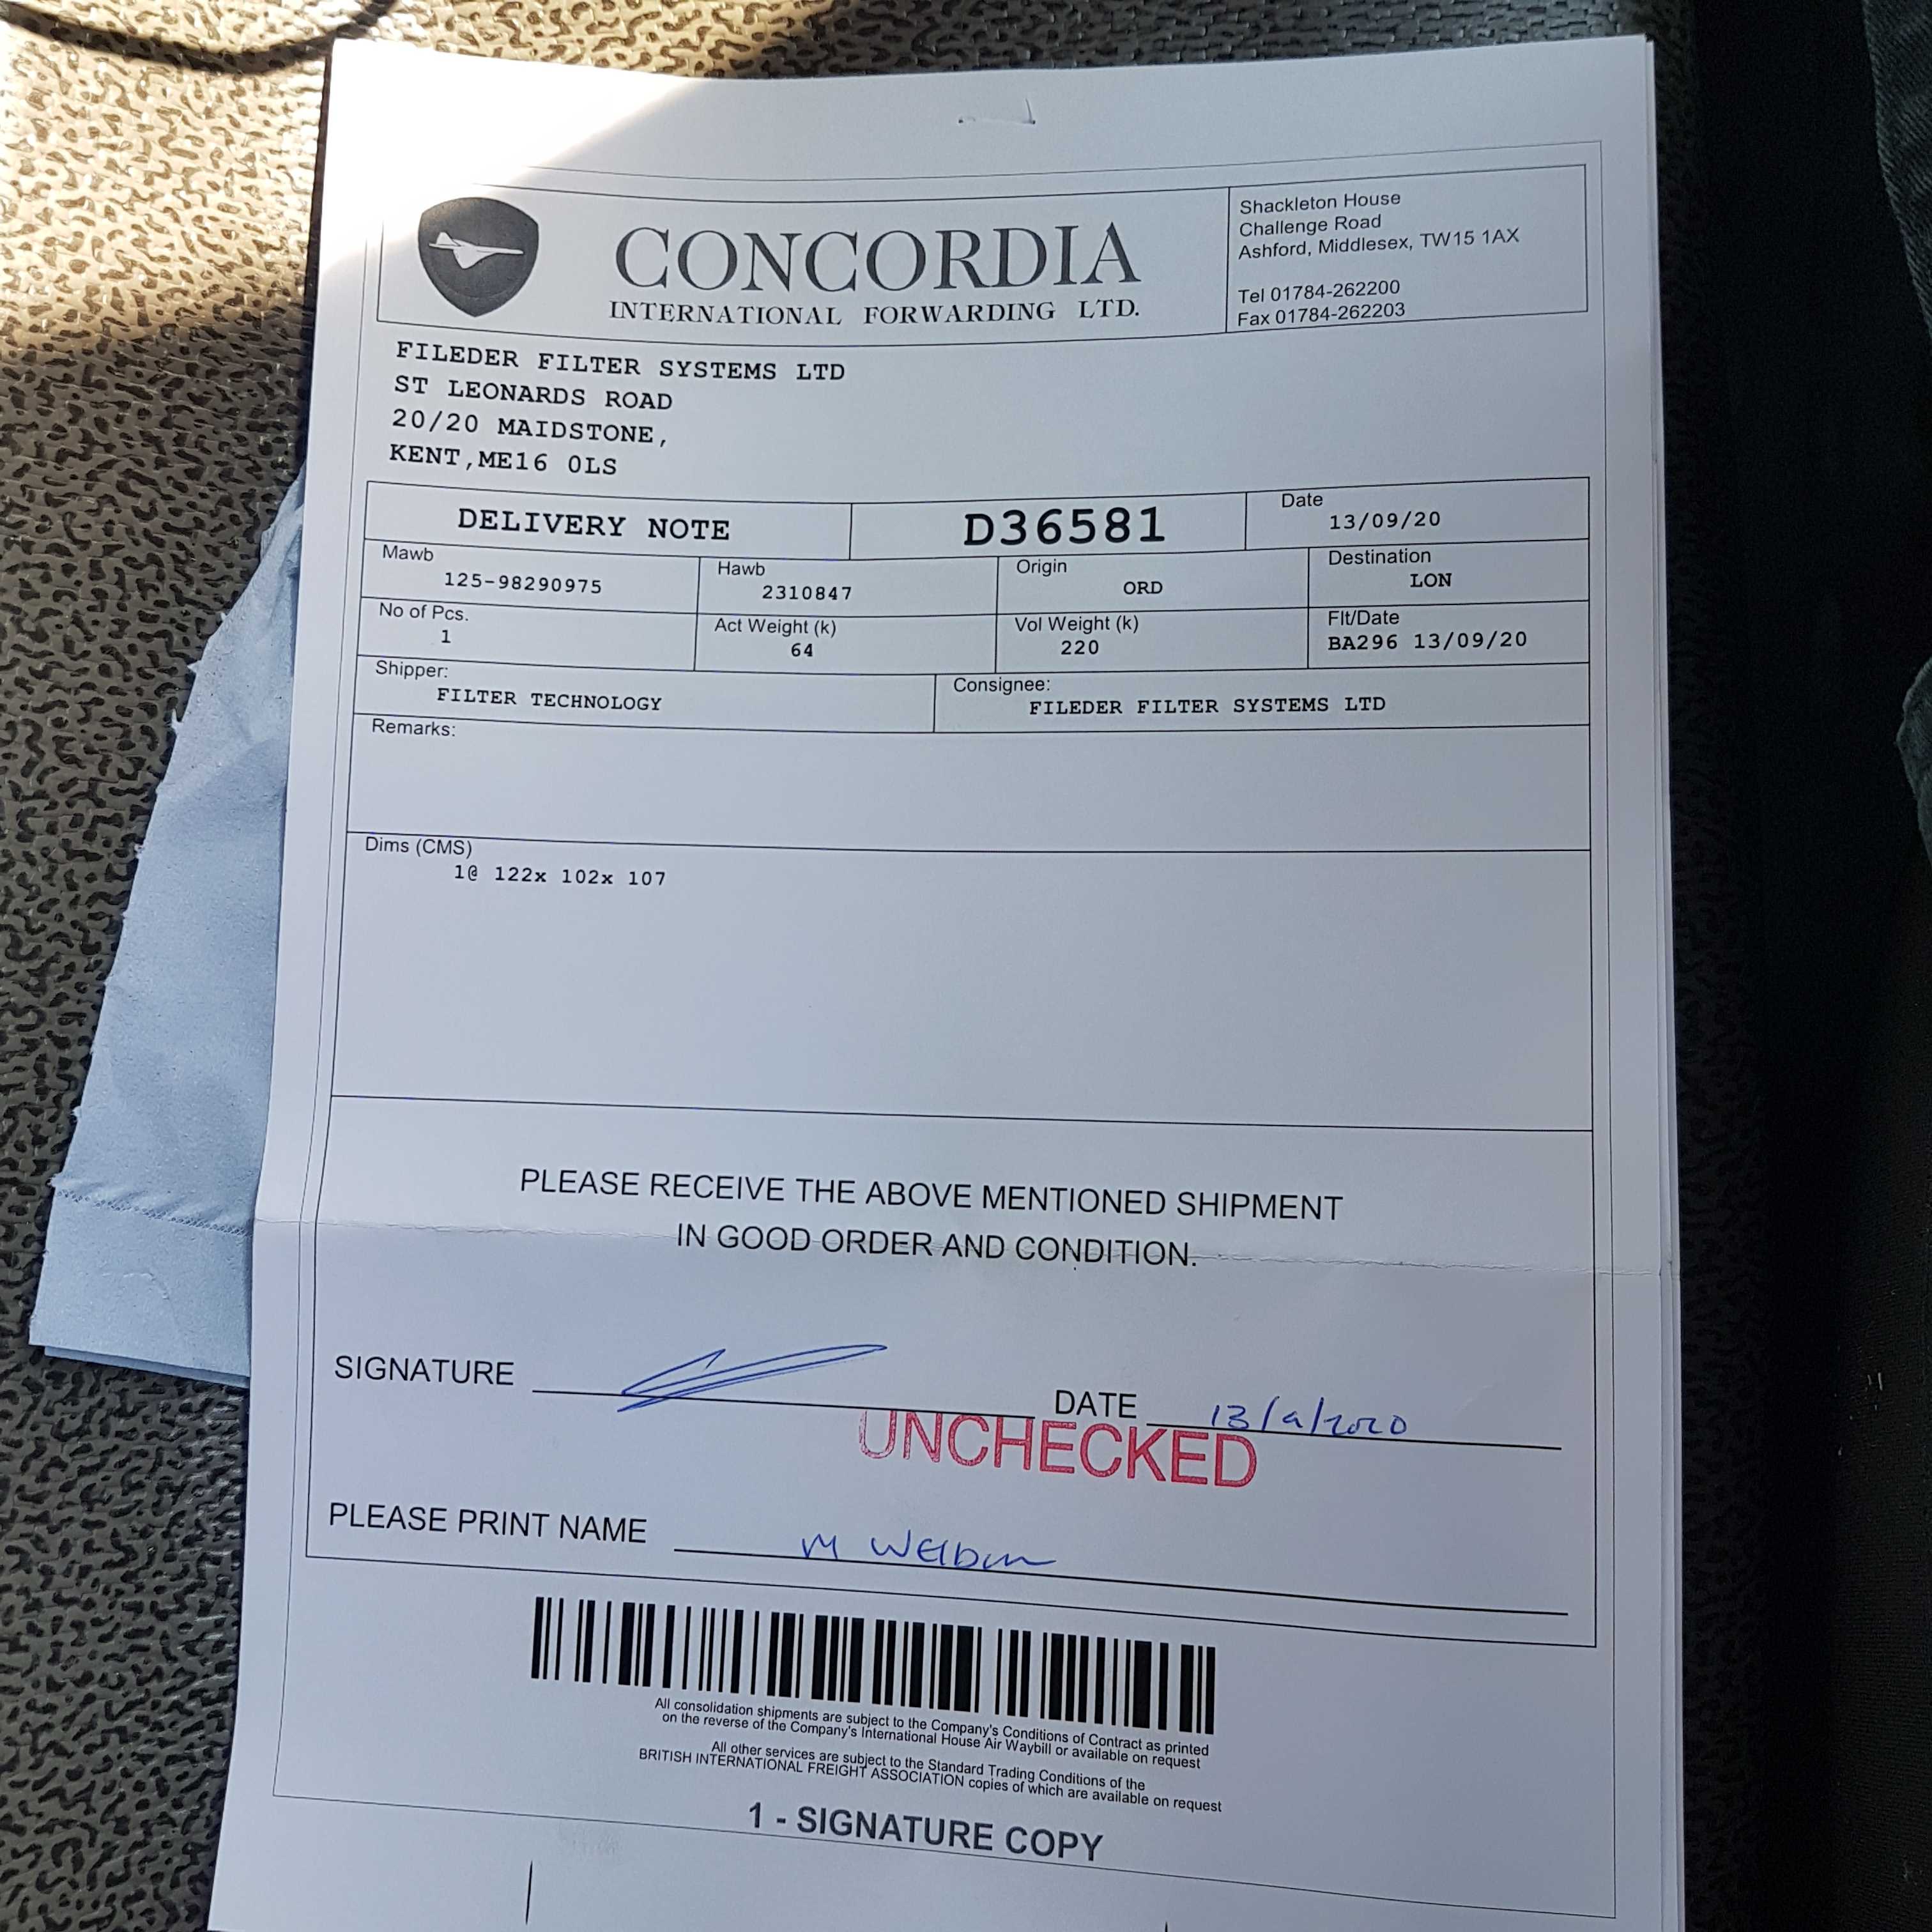 CONCORDIA
INTERNATIONAL FORWARDING LTD.
Shackleton House
Challenge Road
Ashford, Middlesex, TW15 1AX
Tel 01784-262200
Fax 01784-262203
FILEDER FILTER SYSTEMS LTD
ST LEONARDS ROAD
20/20 MAIDSTONE,
KENT,ME16 0LS
DELIVERY NOTE
D36581
Date
13/09/20
Mawb
125-98290975
Hawb
2310847
Origin
ORD
Destination
LON
No of Pcs.
1
Act Weight (k)
64
Vol Weight (k)
220
Flt/Date
BA296 13/09/20
Shipper:
FILTER TECHNOLOGY
Consignee:
FILEDER FILTER SYSTEMS LTD
Remarks:
Dims (CMS)
1@ 122x 102x 107
PLEASE RECEIVE THE ABOVE MENTIONED SHIPMENT
IN GOOD ORDER AND CONDITION.
SIGNATURE
DATE 13/9/2020
UNCHECKED
PLEASE PRINT NAME M
All consolidation shipments are subject to the Company's Conditions of Contract as printed
on the reverse of the Company's International House Air Waybill or available on request
All other services are subject to the Standard Trading Conditions of the
BRITISH INTERNATIONAL FREIGHT ASSOCIATION copies of which are available on request
1 - SIGNATURE COPY